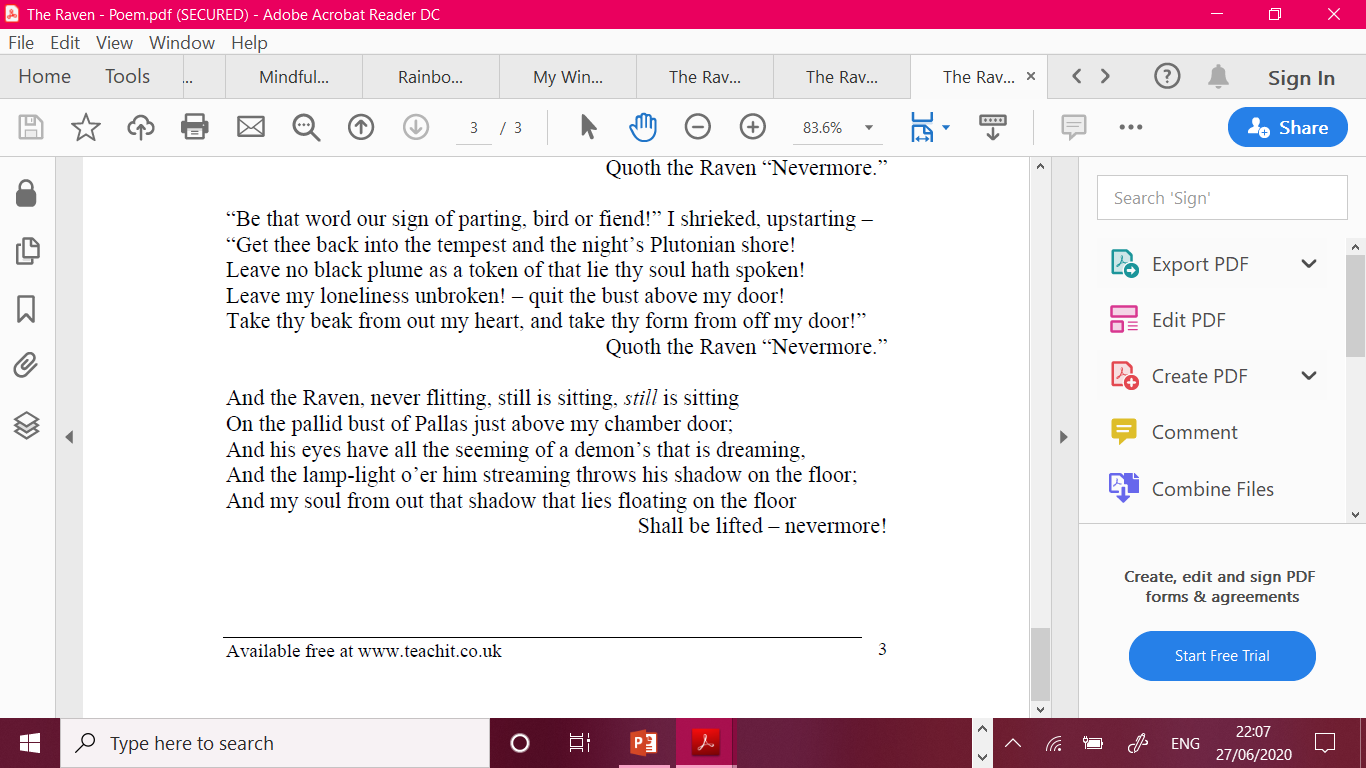 The Raven - Poem.pdf (SECURED) - Adobe Acrobat Reader DC
File Edit View Window Help
Home Tools ... Mindful... Rainbo... My Win... The Rav... The Rav... The Rav... Sign In
3 / 3 83.6% Share
Quoth the Raven “Nevermore.”
“Be that word our sign of parting, bird or fiend!” I shrieked, upstarting –
“Get thee back into the tempest and the night’s Plutonian shore!
Leave no black plume as a token of that lie thy soul hath spoken!
Leave my loneliness unbroken! – quit the bust above my door!
Take thy beak from out my heart, and take thy form from off my door!”
Quoth the Raven “Nevermore.”
And the Raven, never flitting, still is sitting, still is sitting
On the pallid bust of Pallas just above my chamber door;
And his eyes have all the seeming of a demon’s that is dreaming,
And the lamp-light o’er him streaming throws his shadow on the floor;
And my soul from out that shadow that lies floating on the floor
Shall be lifted – nevermore!
Available free at www.teachit.co.uk 3
Search 'Sign'
Export PDF
Edit PDF
Create PDF
Comment
Combine Files
Create, edit and sign PDF
forms & agreements
Start Free Trial
Type here to search
ENG
22:07
27/06/2020